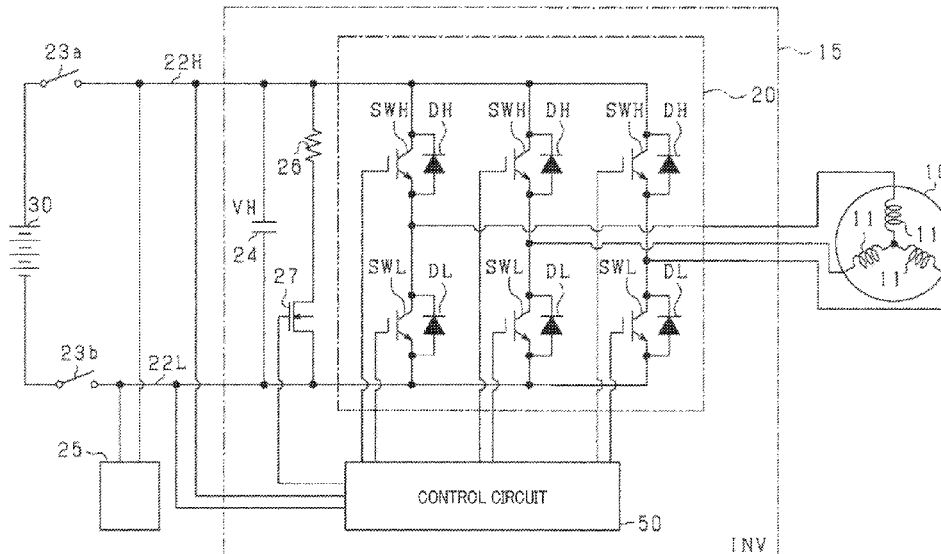 23a
22H
15
20
SWH DH SWH DH SWH DH
26
10
30
VH
24
11
11
11
27
SWL DL SWL DL SWL DL
23b
22L
25
CONTROL CIRCUIT
50
INV